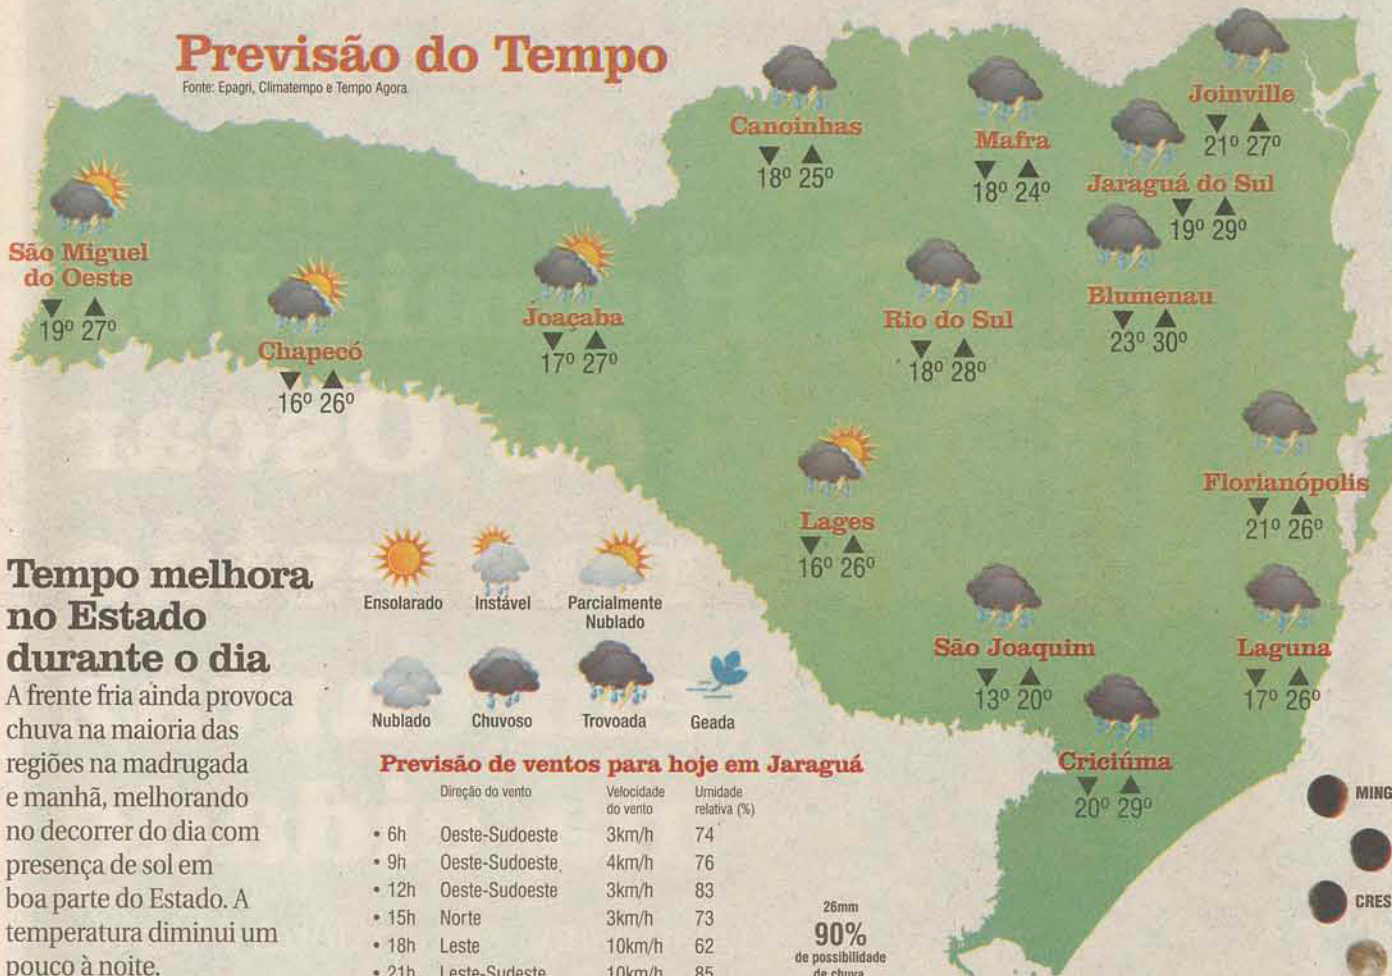 Previsão do Tempo
Fonte: Epagri, Climatempo e Tempo Agora.
Joinville
21º 27º
Canoinhas
18º 25º
Mafra
18º 24º
Jaraguá do Sul
19º 29º
São Miguel
do Oeste
19º 27º
Chapecó
16º 26º
Joaçaba
17º 27º
Rio do Sul
18º 28º
Blumenau
23º 30º
Lages
16º 26º
Florianópolis
21º 26º
São Joaquim
13º 20º
Laguna
17º 26º
Criciúma
20º 29º
Tempo melhora
no Estado
durante o dia
A frente fria ainda provoca
chuva na maioria das
regiões na madrugada
e manhã, melhorando
no decorrer do dia com
presença de sol em
boa parte do Estado. A
temperatura diminui um
pouco à noite.
Ensolarado Instável Parcialmente
Nublado
Nublado Chuvoso Trovoada Geada
Previsão de ventos para hoje em Jaraguá
Direção do vento Velocidade Umidade
do vento relativa (%)
• 6h Oeste-Sudoeste 3km/h 74
• 9h Oeste-Sudoeste 4km/h 76
• 12h Oeste-Sudoeste 3km/h 83
• 15h Norte 3km/h 73
• 18h Leste 10km/h 62
• 21h Leste-Sudeste 10km/h 85
26mm
90%
de possibilidade
de chuva
MING
CRES